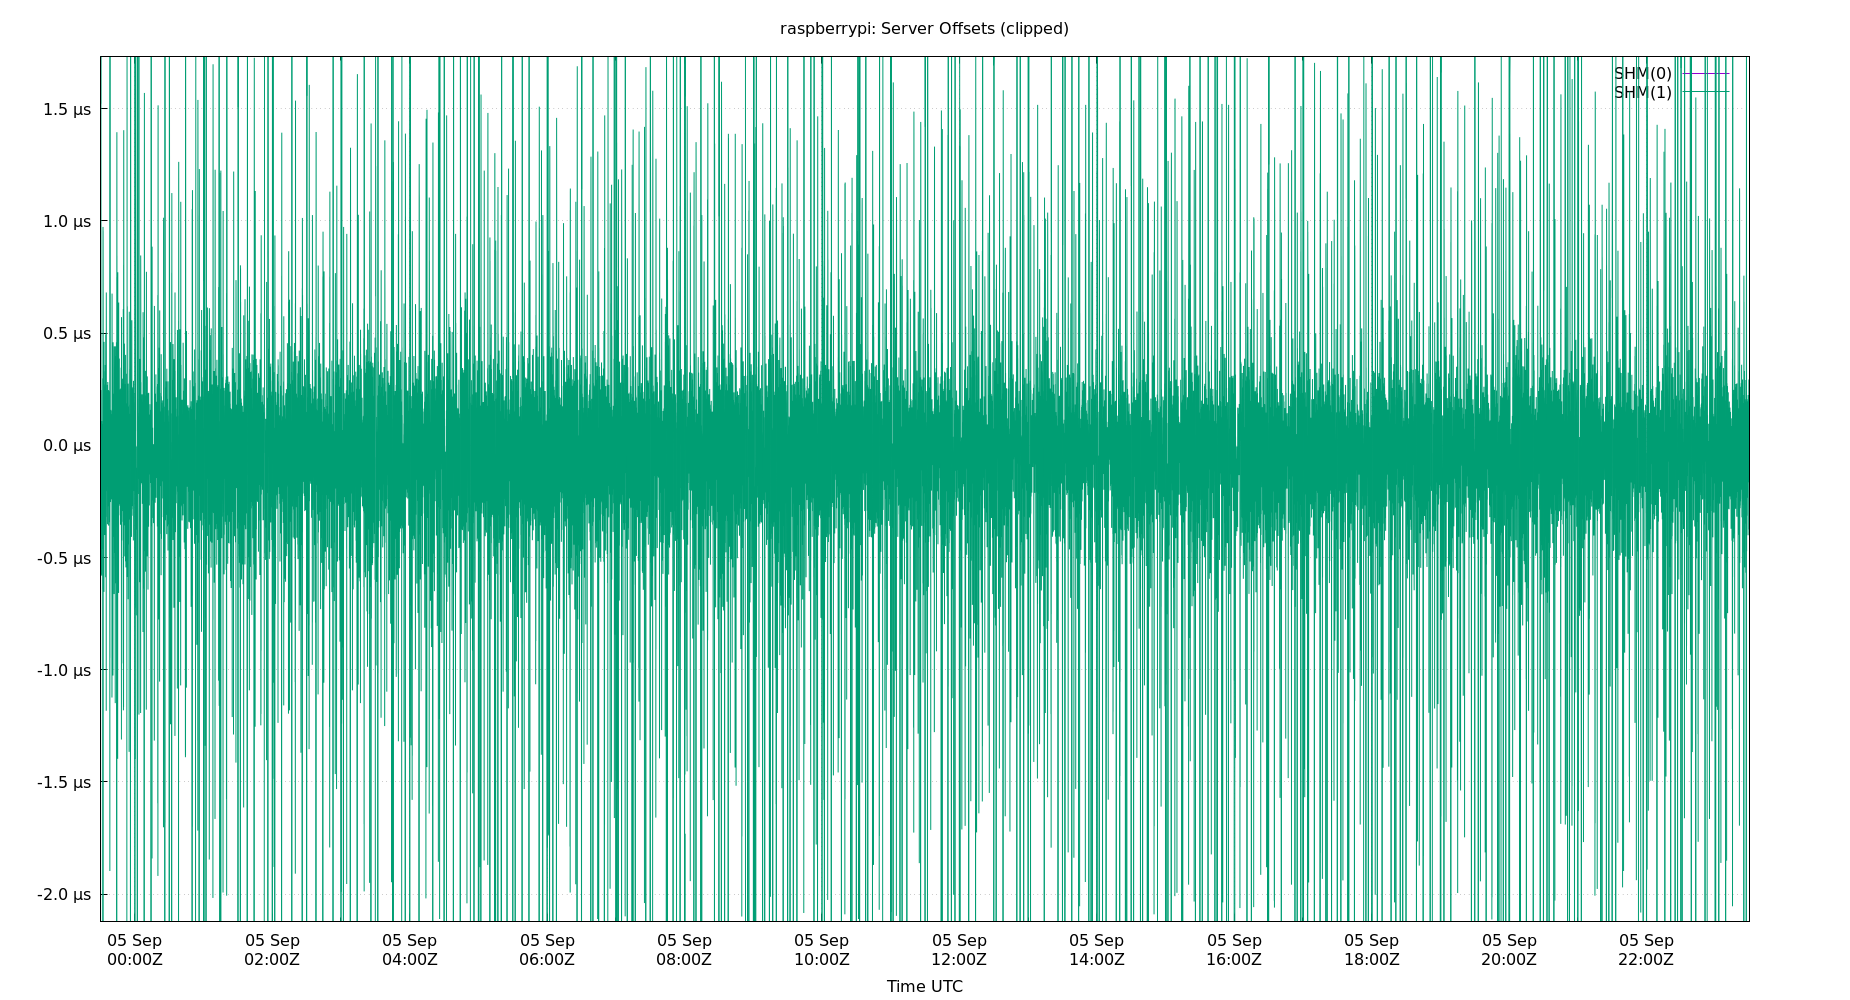 raspberrypi: Server Offsets (clipped)
SHM(0)
SHM(1)
1.5 µs
1.0 µs
0.5 µs
0.0 µs
-0.5 µs
-1.0 µs
-1.5 µs
-2.0 µs
05 Sep 05 Sep 05 Sep 05 Sep 05 Sep 05 Sep 05 Sep 05 Sep 05 Sep 05 Sep 05 Sep 05 Sep
00:00Z 02:00Z 04:00Z 06:00Z 08:00Z 10:00Z 12:00Z 14:00Z 16:00Z 18:00Z 20:00Z 22:00Z
Time UTC